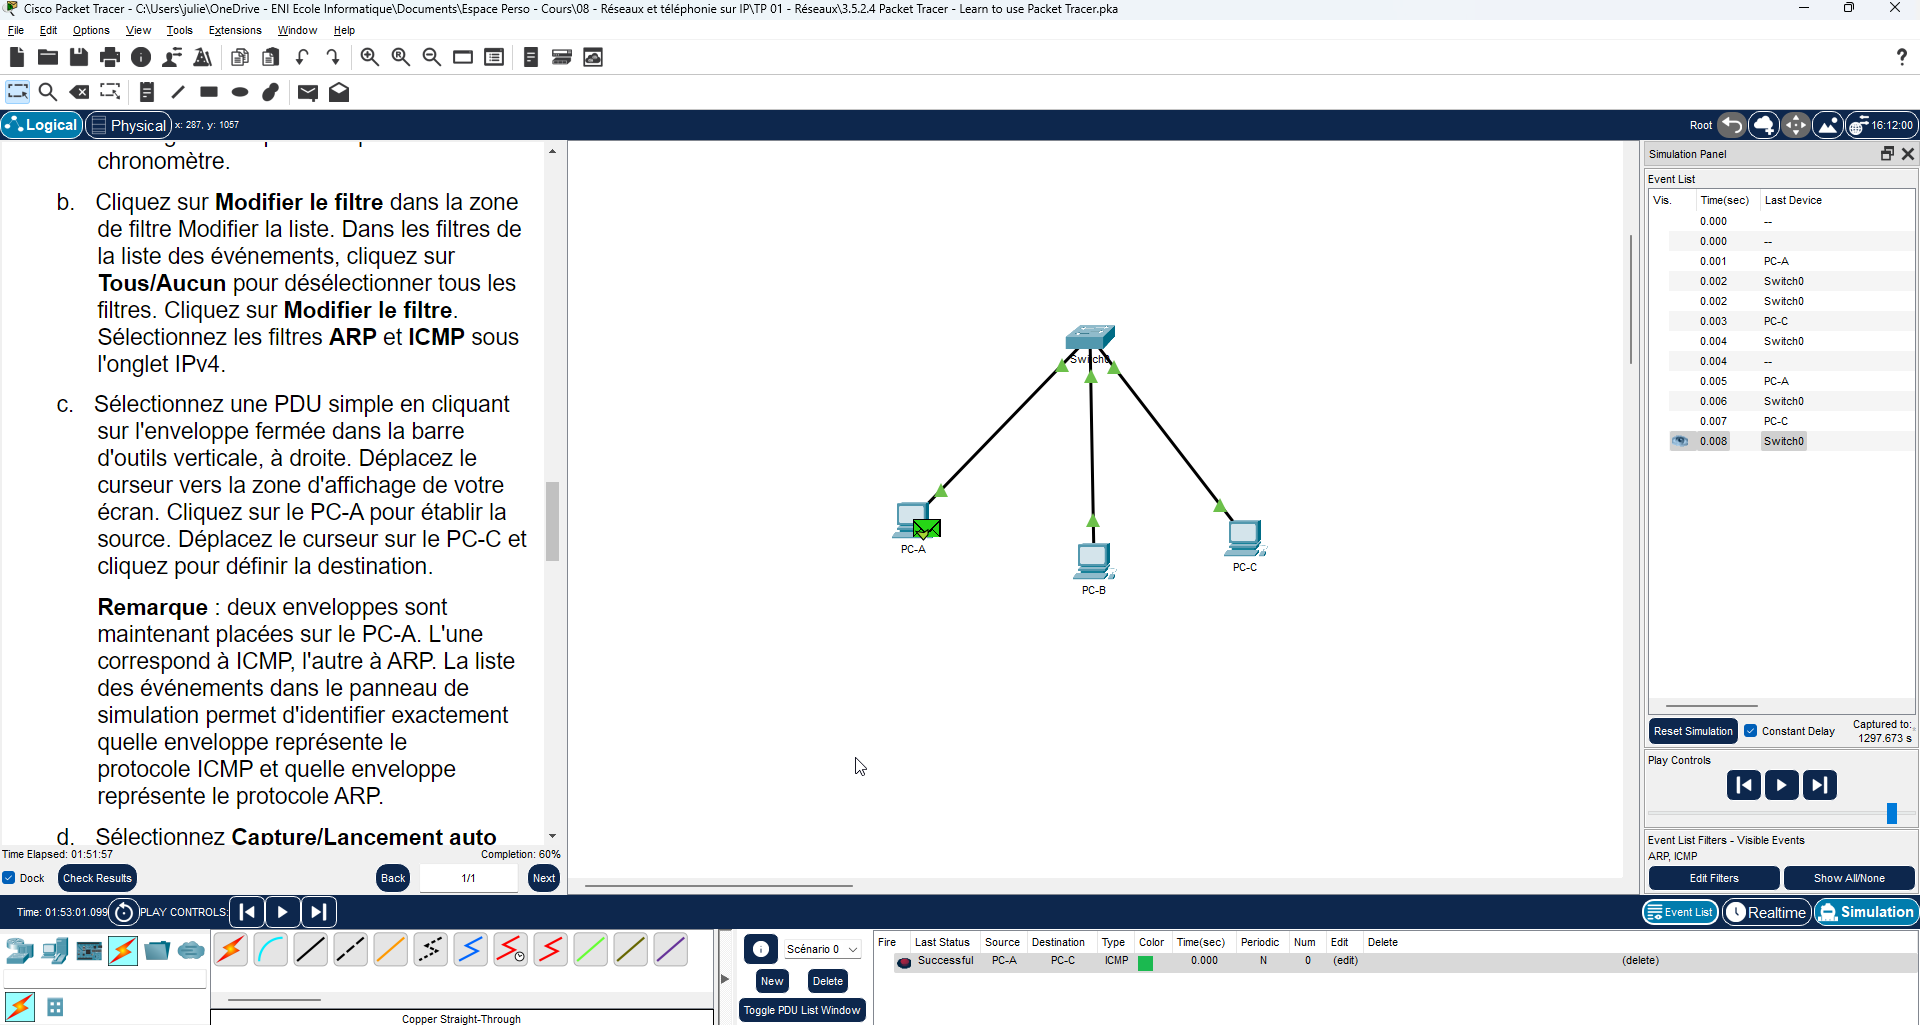 Cisco Packet Tracer - C:\Users\julie\OneDrive - ENI Ecole Informatique\Documents\Espace Perso - Cours\08 - Réseaux et téléphonie sur IP\TP 01 - Réseaux\3.5.2.4 Packet Tracer - Learn to use Packet Tracer.pka
File Edit Options View Tools Extensions Window Help
Logical Physical x: 287, y: 1057 Root 16:12:00
chronomètre.
b. Cliquez sur Modifier le filtre dans la zone
de filtre Modifier la liste. Dans les filtres de
la liste des événements, cliquez sur
Tous/Aucun pour désélectionner tous les
filtres. Cliquez sur Modifier le filtre.
Sélectionnez les filtres ARP et ICMP sous
l'onglet IPv4.
c. Sélectionnez une PDU simple en cliquant
sur l'enveloppe fermée dans la barre
d'outils verticale, à droite. Déplacez le
curseur vers la zone d'affichage de votre
écran. Cliquez sur le PC-A pour établir la
source. Déplacez le curseur sur le PC-C et
cliquez pour définir la destination.
Remarque : deux enveloppes sont
maintenant placées sur le PC-A. L'une
correspond à ICMP, l'autre à ARP. La liste
des événements dans le panneau de
simulation permet d'identifier exactement
quelle enveloppe représente le
protocole ICMP et quelle enveloppe
représente le protocole ARP.
d. Sélectionnez Capture/Lancement auto
Time Elapsed: 01:51:57 Completion: 60%
Dock Check Results Back 1/1 Next
Switch0
PC-A
PC-B
PC-C
Simulation Panel
Event List
Vis. Time(sec) Last Device
0.000 --
0.000 --
0.001 PC-A
0.002 Switch0
0.002 Switch0
0.003 PC-C
0.004 Switch0
0.004 --
0.005 PC-A
0.006 Switch0
0.007 PC-C
0.008 Switch0
Reset Simulation Constant Delay Captured to:
1297.673 s
Play Controls
Event List Filters - Visible Events
ARP, ICMP
Edit Filters Show All/None
Time: 01:53:01.099 PLAY CONTROLS: Event List Realtime Simulation
Scénario 0
New Delete
Toggle PDU List Window
Fire Last Status Source Destination Type Color Time(sec) Periodic Num Edit Delete
Successful PC-A PC-C ICMP 0.000 N 0 (edit) (delete)
Copper Straight-Through